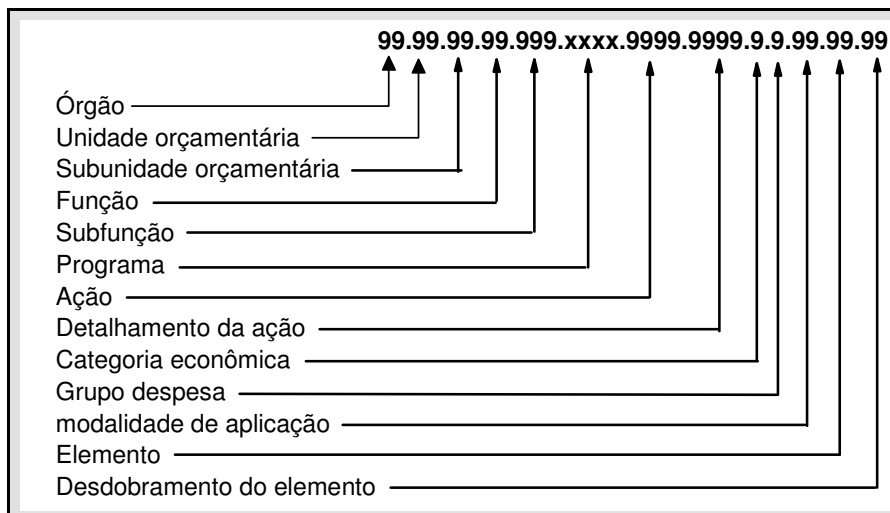 99.99.99.99.999.xxxx.9999.9999.9.9.99.99.99
Órgão
Unidade orçamentária
Subunidade orçamentária
Função
Subfunção
Programa
Ação
Detalhamento da ação
Categoria econômica
Grupo despesa
modalidade de aplicação
Elemento
Desdobramento do elemento